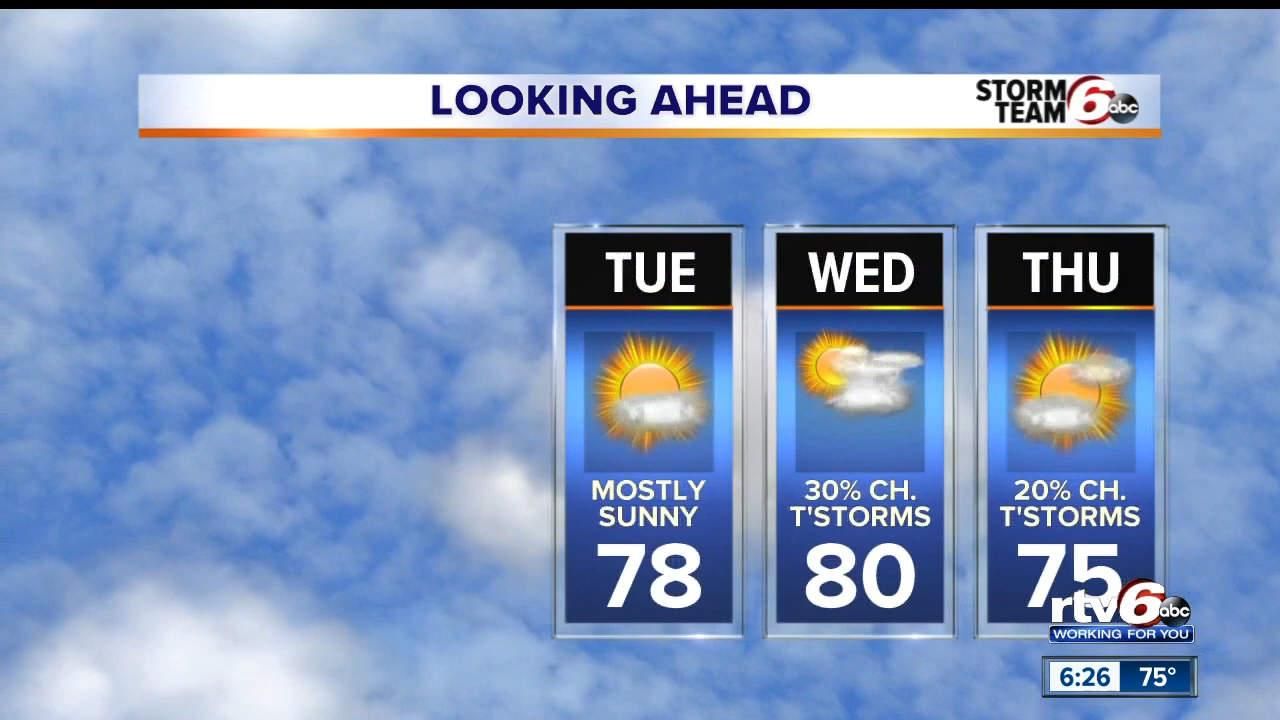 LOOKING AHEAD
STORM TEAM 6 abc
TUE
MOSTLY
SUNNY
78
WED
30% CH.
T'STORMS
80
THU
20% CH.
T'STORMS
75
rtv6 abc
WORKING FOR YOU
6:26 75°